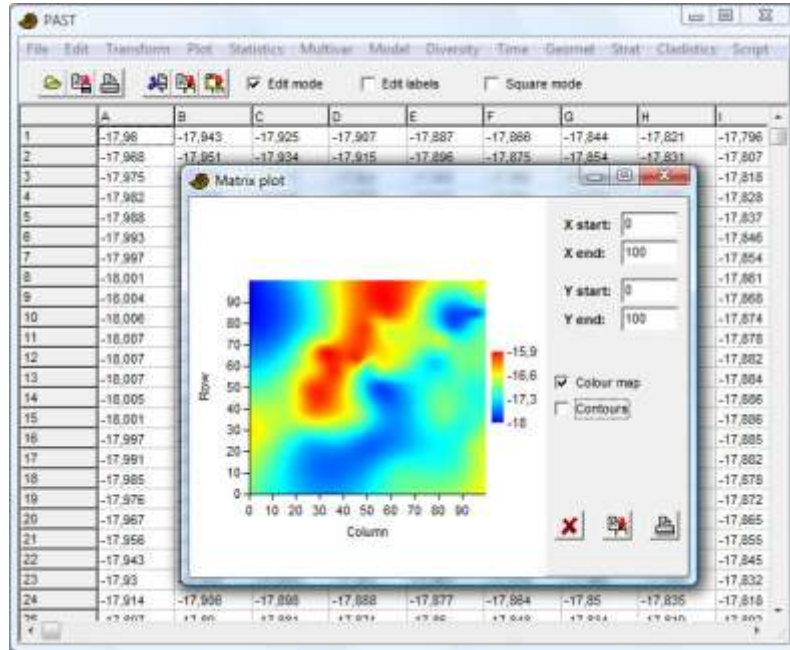 PAST
File Edit Transform Plot Statistics Multivar Model Diversity Time Geomet Strat Cladistics Script
Edit mode Edit labels Square mode
A B C D E F G H I
1 -17,96 -17,943 -17,925 -17,907 -17,887 -17,866 -17,844 -17,821 -17,796
2 -17,968 -17,951 -17,934 -17,915 -17,896 -17,875 -17,854 -17,831 -17,807
3 -17,975 -17,818
4 -17,982 -17,828
5 -17,988 -17,837
6 -17,993 -17,846
7 -17,997 -17,854
8 -18,001 -17,861
9 -18,004 -17,868
10 -18,006 -17,874
11 -18,007 -17,878
12 -18,007 -17,882
13 -18,007 -17,884
14 -18,005 -17,886
15 -18,001 -17,886
16 -17,997 -17,885
17 -17,991 -17,882
18 -17,985 -17,878
19 -17,976 -17,872
20 -17,967 -17,865
21 -17,956 -17,855
22 -17,943 -17,845
23 -17,93 -17,832
24 -17,914 -17,906 -17,898 -17,888 -17,877 -17,864 -17,85 -17,835 -17,818
Matrix plot
X start: 0
X end: 100
Y start: 0
Y end: 100
Colour map
Contours
Row
90
80
70
60
50
40
30
20
10
0
0 10 20 30 40 50 60 70 80 90
Column
-15,9
-16,6
-17,3
-18